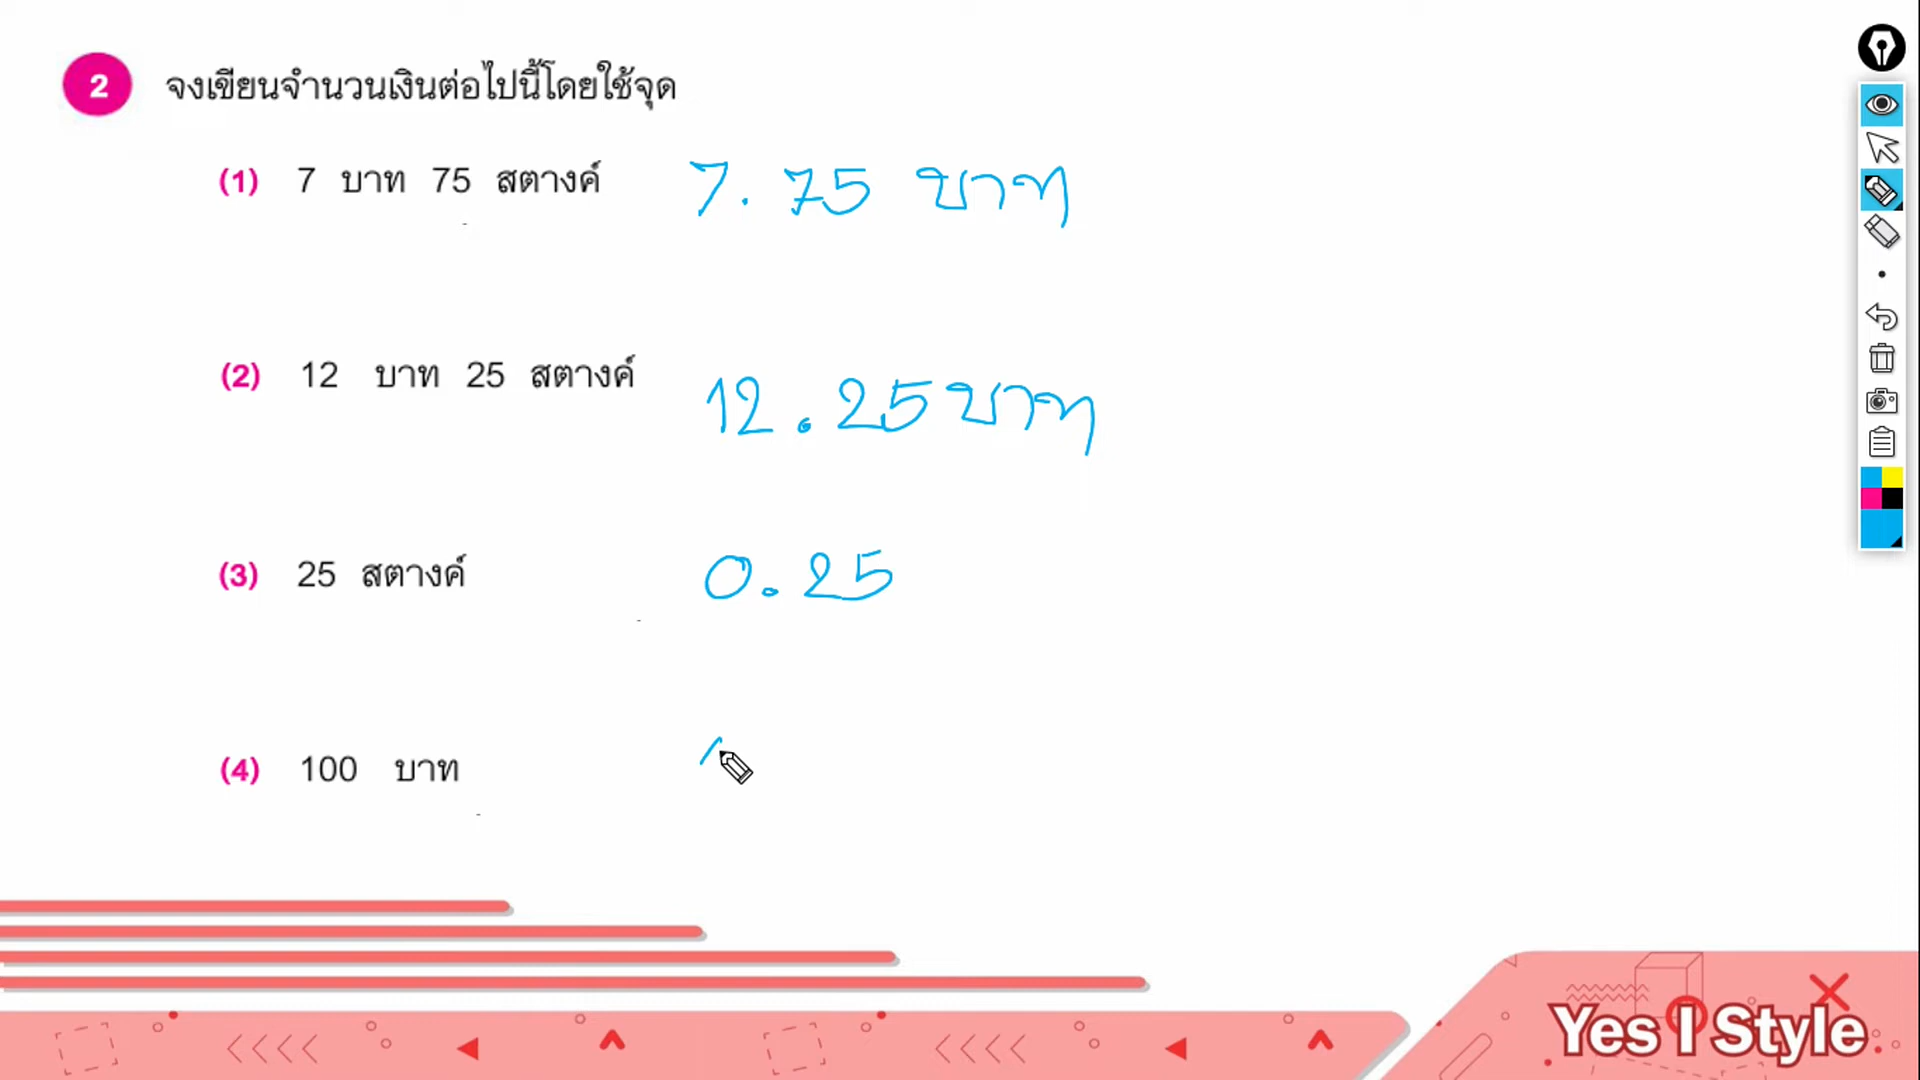 2 จงเขียนจำนวนเงินต่อไปนี้โดยใช้จุด
(1) 7 บาท 75 สตางค์ 7.75 บาท
(2) 12 บาท 25 สตางค์ 12.25 บาท
(3) 25 สตางค์ 0.25
(4) 100 บาท
Yes I Style